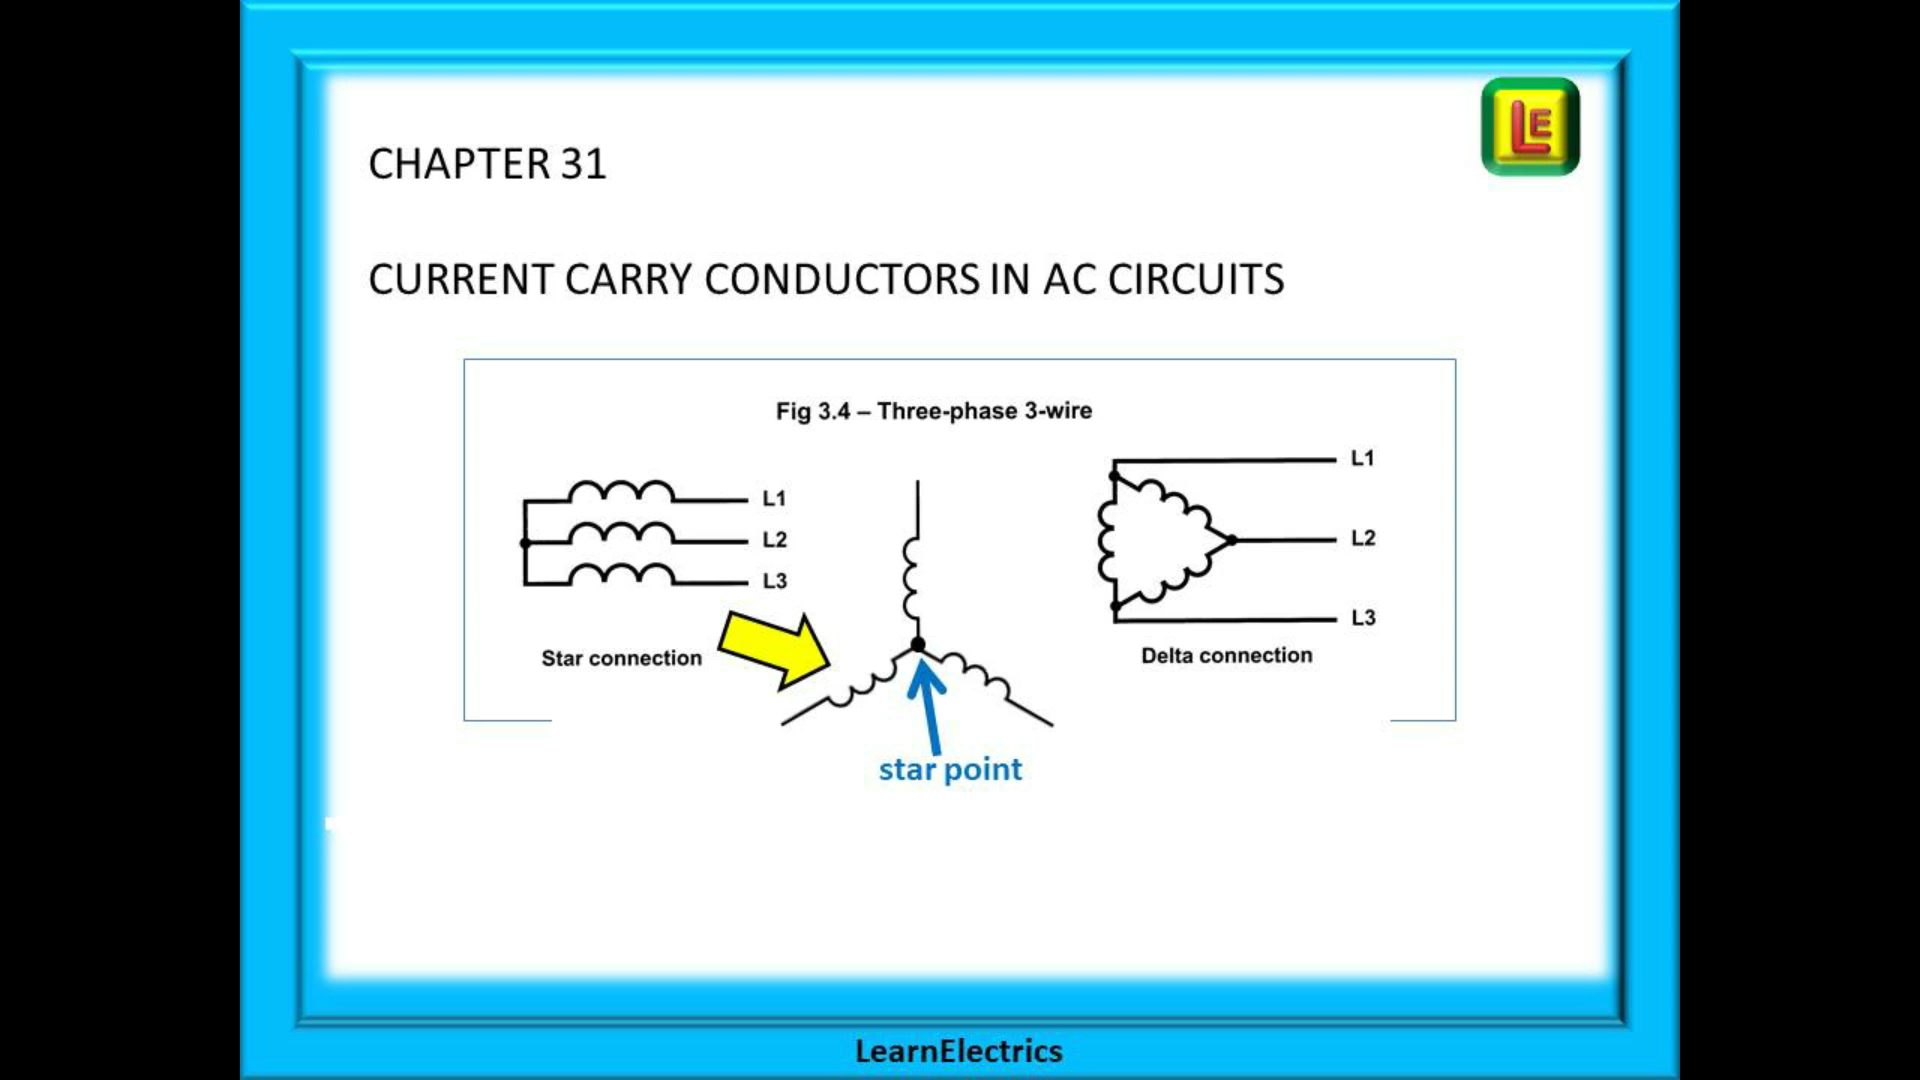 LE
CHAPTER 31
CURRENT CARRY CONDUCTORS IN AC CIRCUITS
Fig 3.4 – Three-phase 3-wire
L1
L2
L3
Star connection
star point
L1
L2
L3
Delta connection
LearnElectrics